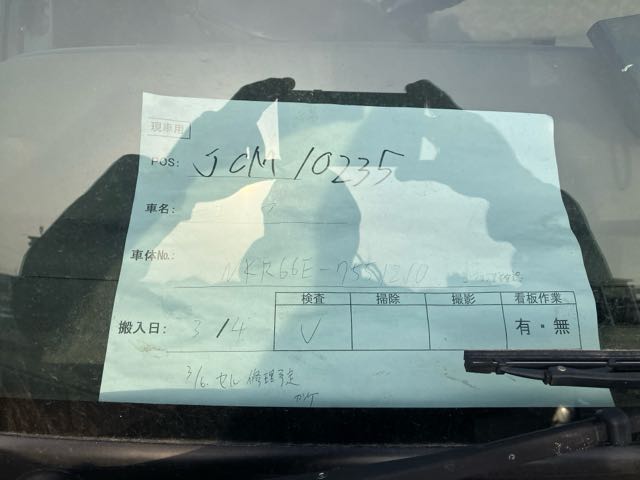 現車用
POS: JCM 10235
車名:
車体No. NKR66E-7551210
検査 掃除 撮影 看板作業
搬入日: 3/4 V 有・無
3/6. セル 修理予定